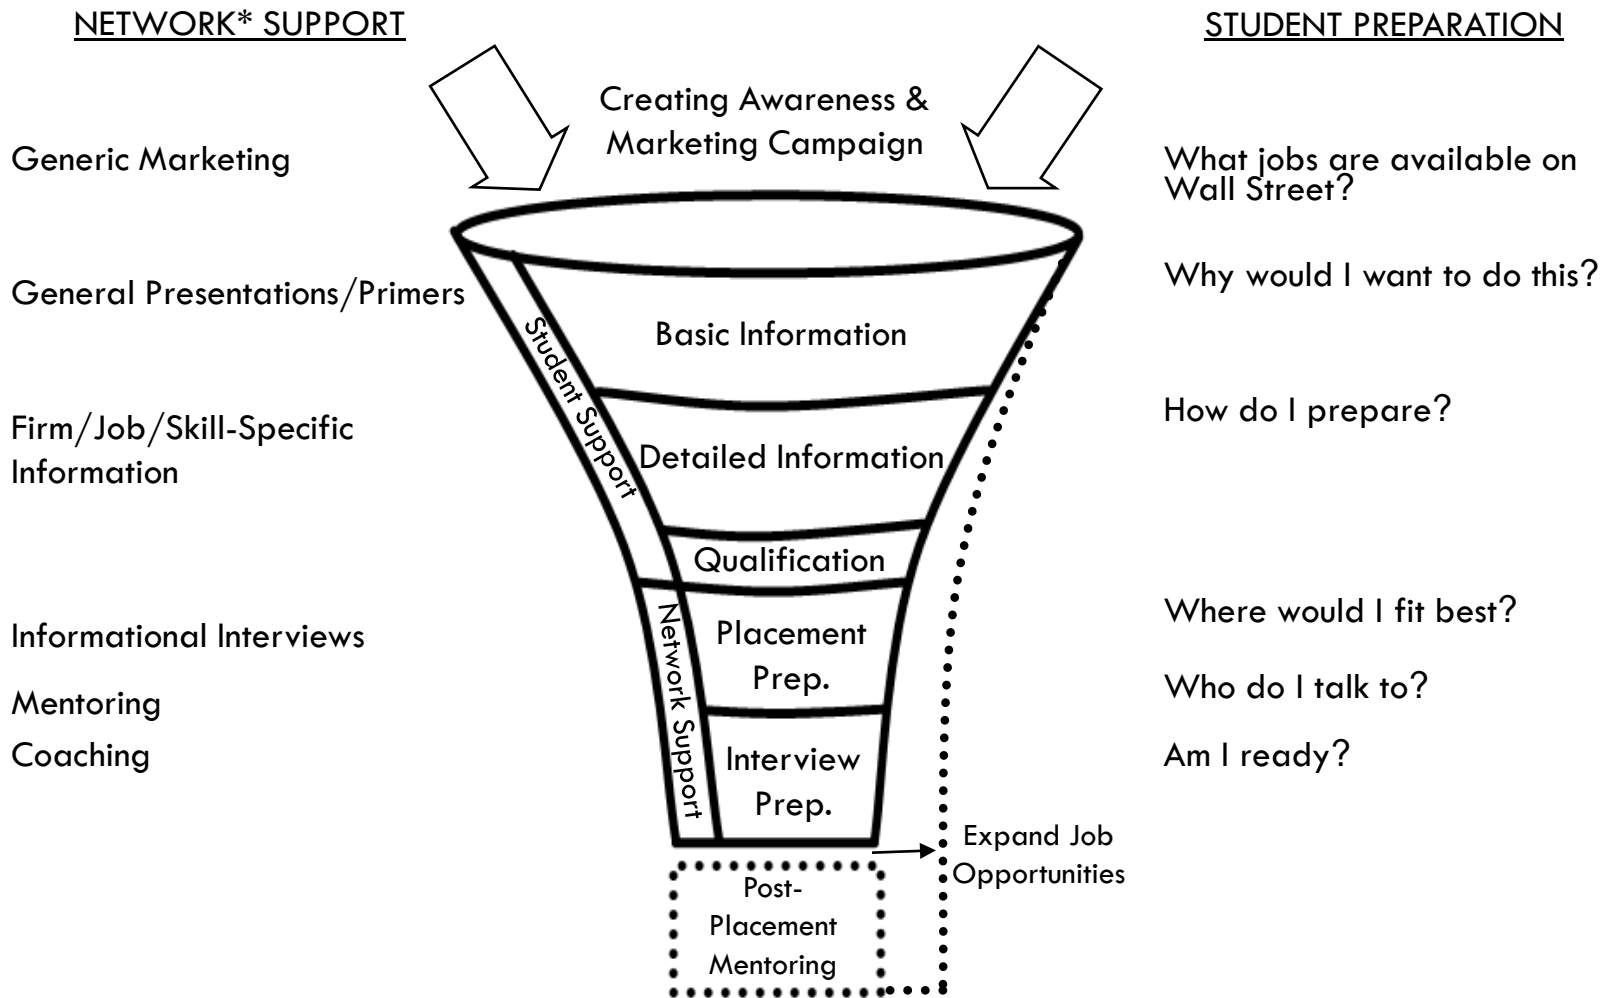 NETWORK* SUPPORT
STUDENT PREPARATION
Creating Awareness &
Marketing Campaign
Generic Marketing
What jobs are available on
Wall Street?
General Presentations/Primers
Why would I want to do this?
Basic Information
Student Support
Firm/Job/Skill-Specific
Information
How do I prepare?
Detailed Information
Qualification
Informational Interviews
Mentoring
Coaching
Network Support
Placement
Prep.
Interview
Prep.
Where would I fit best?
Who do I talk to?
Am I ready?
Expand Job
Opportunities
Post-
Placement
Mentoring